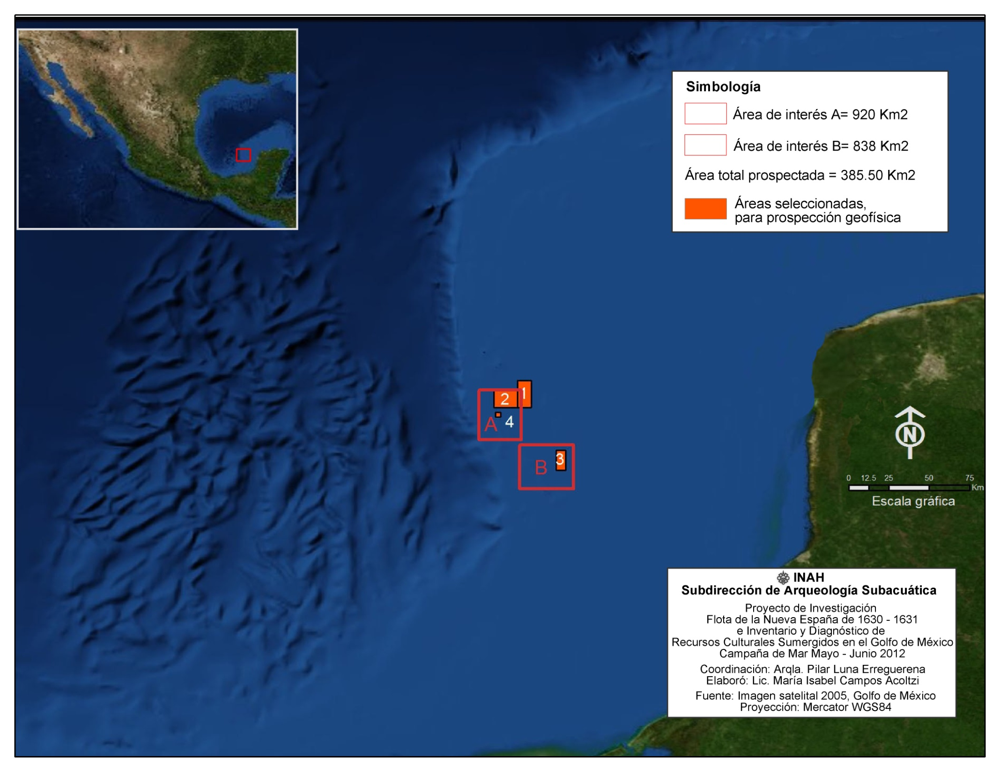 Simbología
Área de interés A= 920 Km2
Área de interés B= 838 Km2
Área total prospectada = 385.50 Km2
Áreas seleccionadas,
para prospección geofísica
1
2
A
4
3
B
N
0 12.5 25 50 75
Km
Escala gráfica
INAH
Subdirección de Arqueología Subacuática
Proyecto de Investigación
Flota de la Nueva España de 1630 - 1631
e Inventario y Diagnóstico de
Recursos Culturales Sumergidos en el Golfo de México
Campaña de Mar Mayo - Junio 2012
Coordinación: Arqla. Pilar Luna Erreguerena
Elaboró: Lic. María Isabel Campos Acoltzi
Fuente: Imagen satelital 2005, Golfo de México
Proyección: Mercator WGS84